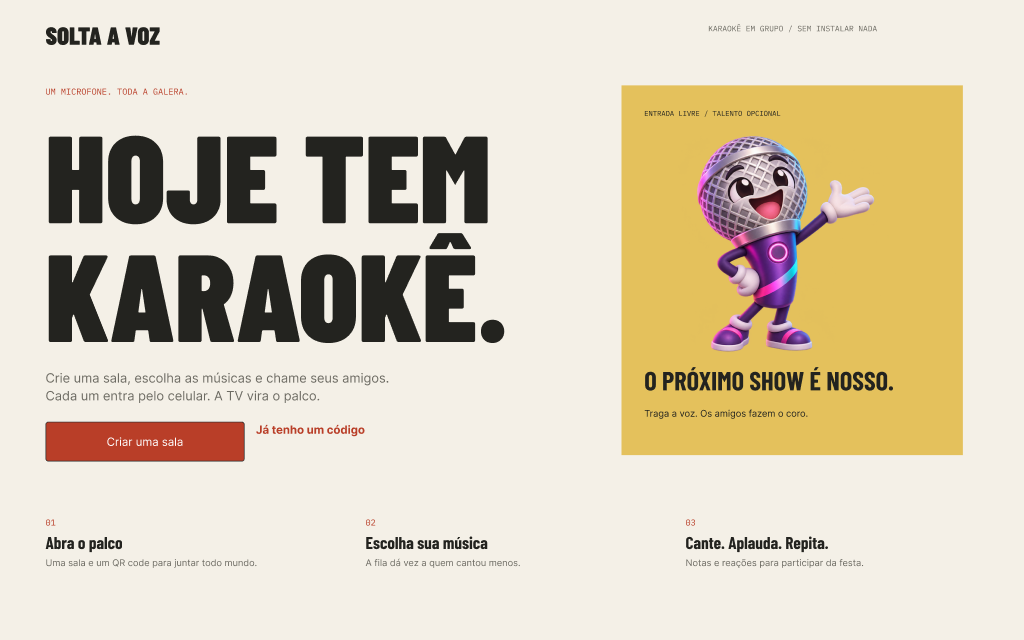 SOLTA A VOZ
KARAOKÊ EM GRUPO / SEM INSTALAR NADA
UM MICROFONE. TODA A GALERA.
HOJE TEM
KARAOKÊ.
Crie uma sala, escolha as músicas e chame seus amigos.
Cada um entra pelo celular. A TV vira o palco.
Criar uma sala
Já tenho um código
ENTRADA LIVRE / TALENTO OPCIONAL
O PRÓXIMO SHOW É NOSSO.
Traga a voz. Os amigos fazem o coro.
01
Abra o palco
Uma sala e um QR code para juntar todo mundo.
02
Escolha sua música
A fila dá vez a quem cantou menos.
03
Cante. Aplauda. Repita.
Notas e reações para participar da festa.